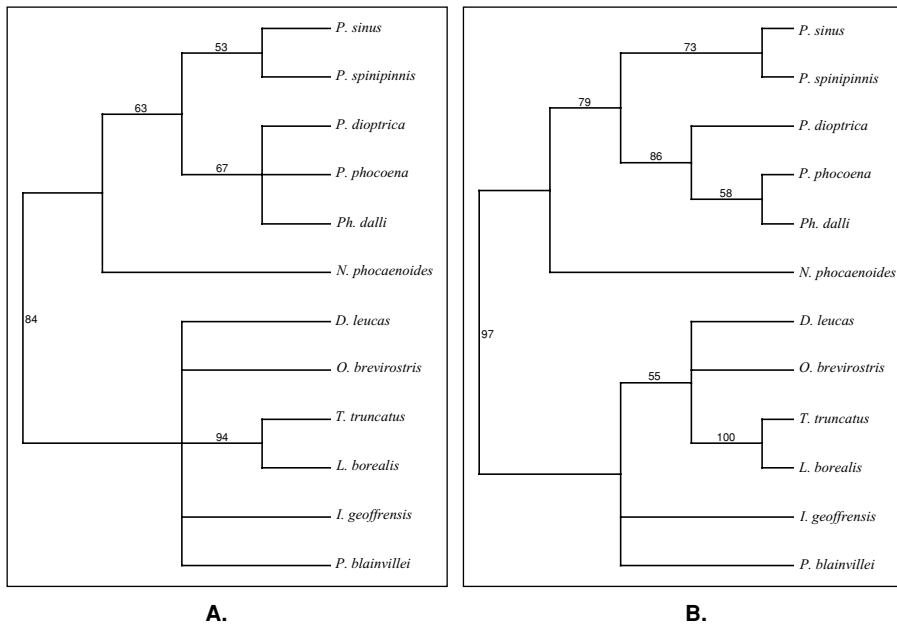 53
P. sinus
P. spinipinnis
63
P. dioptrica
67
P. phocoena
Ph. dalli
N. phocaenoides
84
D. leucas
O. brevirostris
94
T. truncatus
L. borealis
I. geoffrensis
P. blainvillei
A.
73
P. sinus
P. spinipinnis
79
P. dioptrica
86
P. phocoena
58
Ph. dalli
N. phocaenoides
97
D. leucas
55
O. brevirostris
T. truncatus
100
L. borealis
I. geoffrensis
P. blainvillei
B.